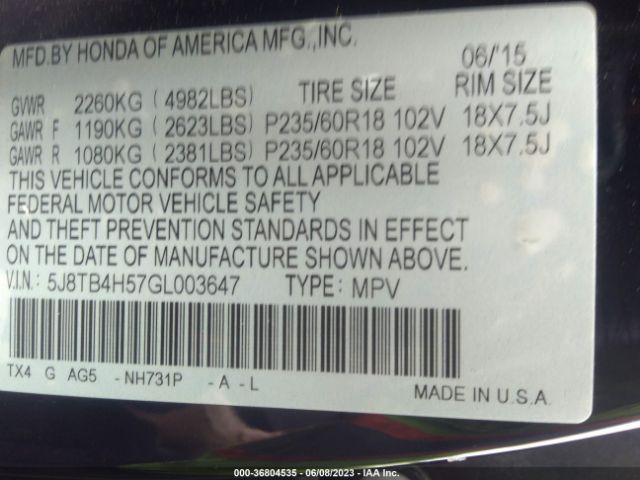 MFD.BY HONDA OF AMERICA MFG.,INC. 06/'15
GVWR 2260KG ( 4982LBS) TIRE SIZE RIM SIZE
GAWR F 1190KG ( 2623LBS) P235/60R18 102V 18X7.5J
GAWR R 1080KG ( 2381LBS) P235/60R18 102V 18X7.5J
THIS VEHICLE CONFORMS TO ALL APPLICABLE
FEDERAL MOTOR VEHICLE SAFETY
AND THEFT PREVENTION STANDARDS IN EFFECT
ON THE DATE OF MANUFACTURE SHOWN ABOVE.
V.I.N.: 5J8TB4H57GL003647 TYPE: MPV
TX4 G AG5 -NH731P -A-L MADE IN U.S.A.
000-36804535 - 06/08/2023 - IAA Inc.